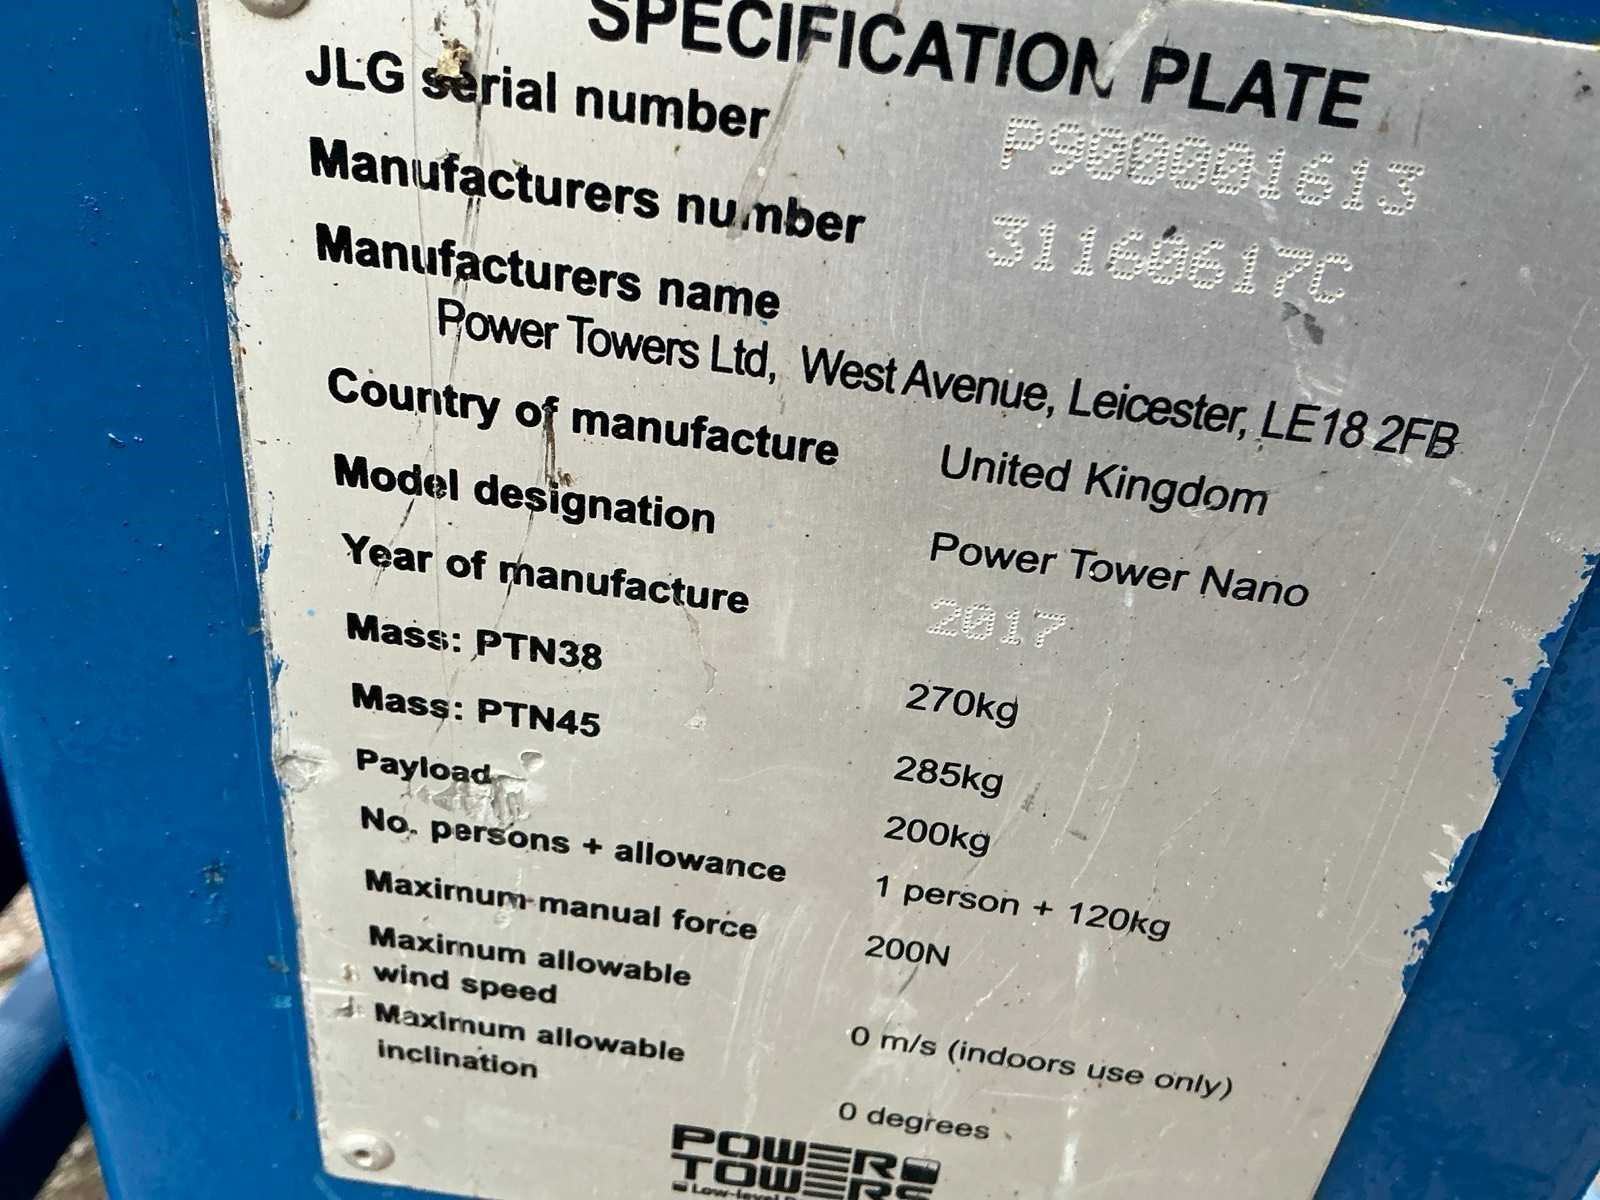 SPECIFICATION PLATE
JLG serial number P900001613
Manufacturers number 31160617C
Manufacturers name
Power Towers Ltd, West Avenue, Leicester, LE18 2FB
Country of manufacture United Kingdom
Model designation Power Tower Nano
Year of manufacture 2017
Mass: PTN38 270kg
Mass: PTN45 285kg
Payload 200kg
No. persons + allowance 1 person + 120kg
Maximum manual force 200N
Maximum allowable
wind speed 0 m/s (indoors use only)
Maximum allowable
inclination 0 degrees
POWER
TOWERS
Low-level